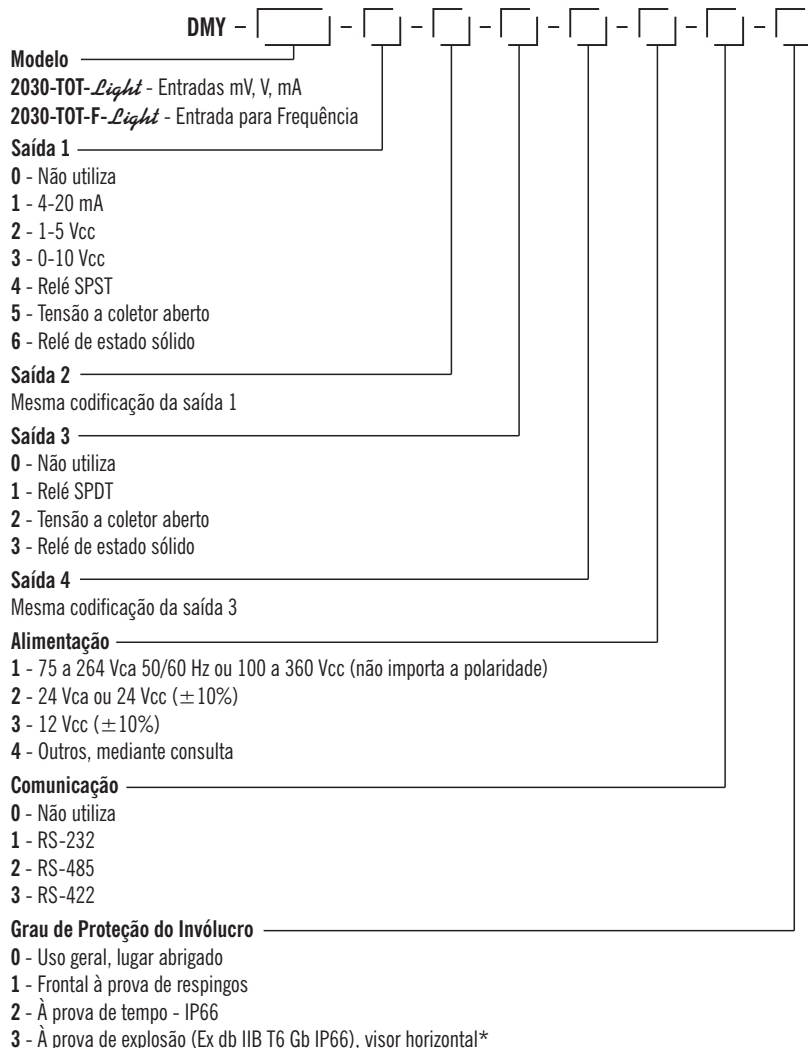 DMY – – – – – – – –
Modelo
2030-TOT-Light - Entradas mV, V, mA
2030-TOT-F-Light - Entrada para Frequência
Saída 1
0 - Não utiliza
1 - 4-20 mA
2 - 1-5 Vcc
3 - 0-10 Vcc
4 - Relé SPST
5 - Tensão a coletor aberto
6 - Relé de estado sólido
Saída 2
Mesma codificação da saída 1
Saída 3
0 - Não utiliza
1 - Relé SPDT
2 - Tensão a coletor aberto
3 - Relé de estado sólido
Saída 4
Mesma codificação da saída 3
Alimentação
1 - 75 a 264 Vca 50/60 Hz ou 100 a 360 Vcc (não importa a polaridade)
2 - 24 Vca ou 24 Vcc (±10%)
3 - 12 Vcc (±10%)
4 - Outros, mediante consulta
Comunicação
0 - Não utiliza
1 - RS-232
2 - RS-485
3 - RS-422
Grau de Proteção do Invólucro
0 - Uso geral, lugar abrigado
1 - Frontal à prova de respingos
2 - À prova de tempo - IP66
3 - À prova de explosão (Ex db IIB T6 Gb IP66), visor horizontal*